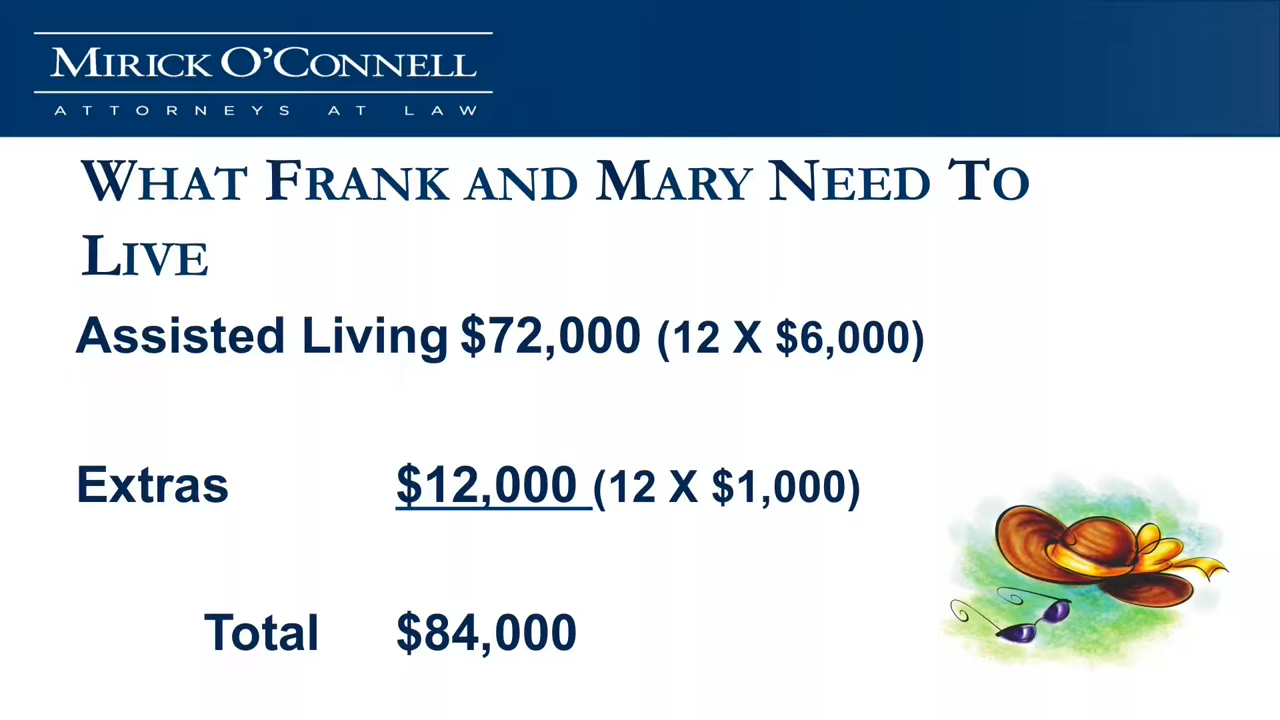 MIRICK O'CONNELL
ATTORNEYS AT LAW
WHAT FRANK AND MARY NEED TO
LIVE
Assisted Living $72,000 (12 X $6,000)
Extras $12,000 (12 X $1,000)
Total $84,000